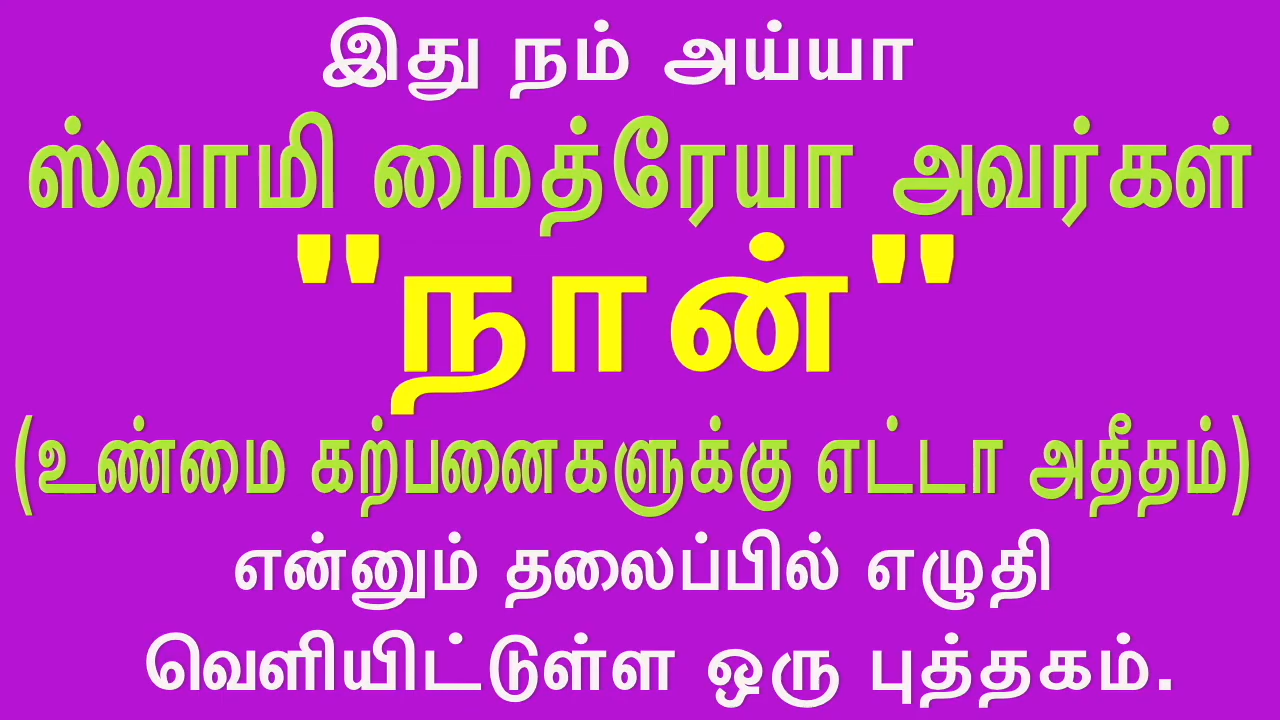 இது நம் அய்யா
ஸ்வாமி மைத்ரேயா அவர்கள்
"நான்"
(உண்மை கற்பனைகளுக்கு எட்டா அதீதம்)
என்னும் தலைப்பில் எழுதி
வெளியிட்டுள்ள ஒரு புத்தகம்.